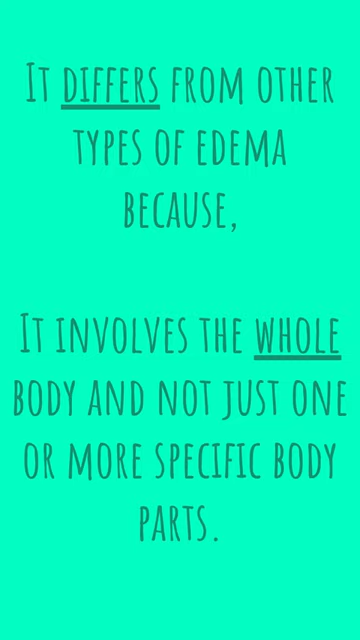 It differs from other
types of edema
because,
It involves the whole
body and not just one
or more specific body
parts.